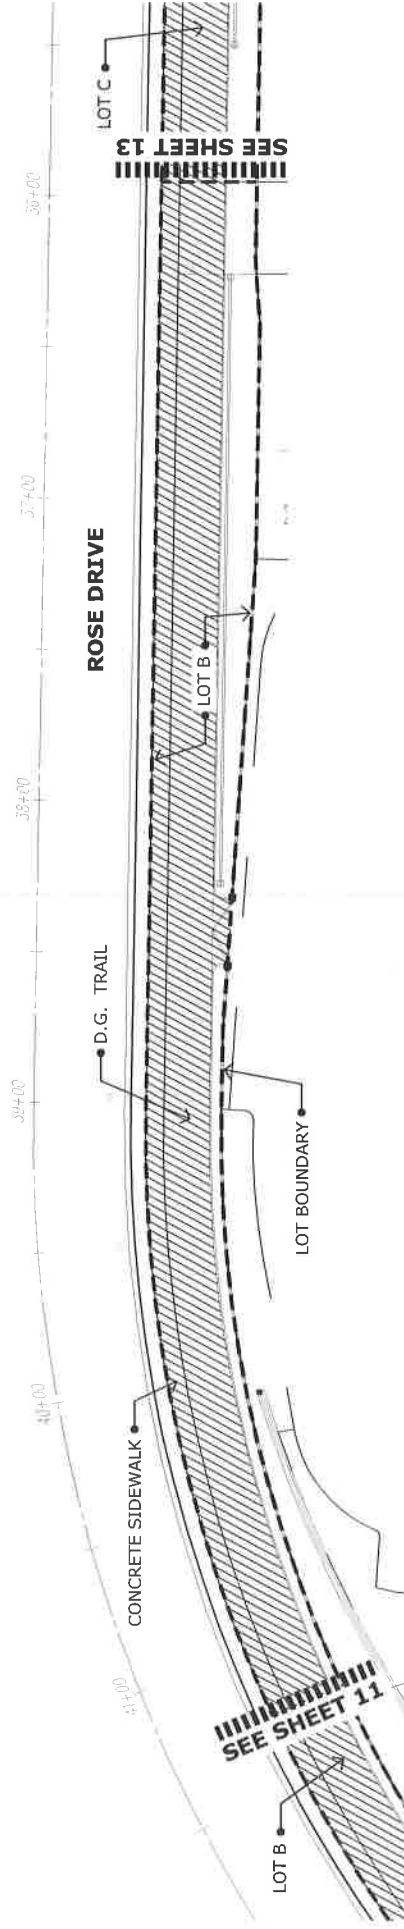 LOT C
SEE SHEET 13
36+00
37+00
ROSE DRIVE
LOT B
38+00
D.G. TRAIL
39+00
LOT BOUNDARY
40+00
CONCRETE SIDEWALK
41+00
SEE SHEET 11
LOT B